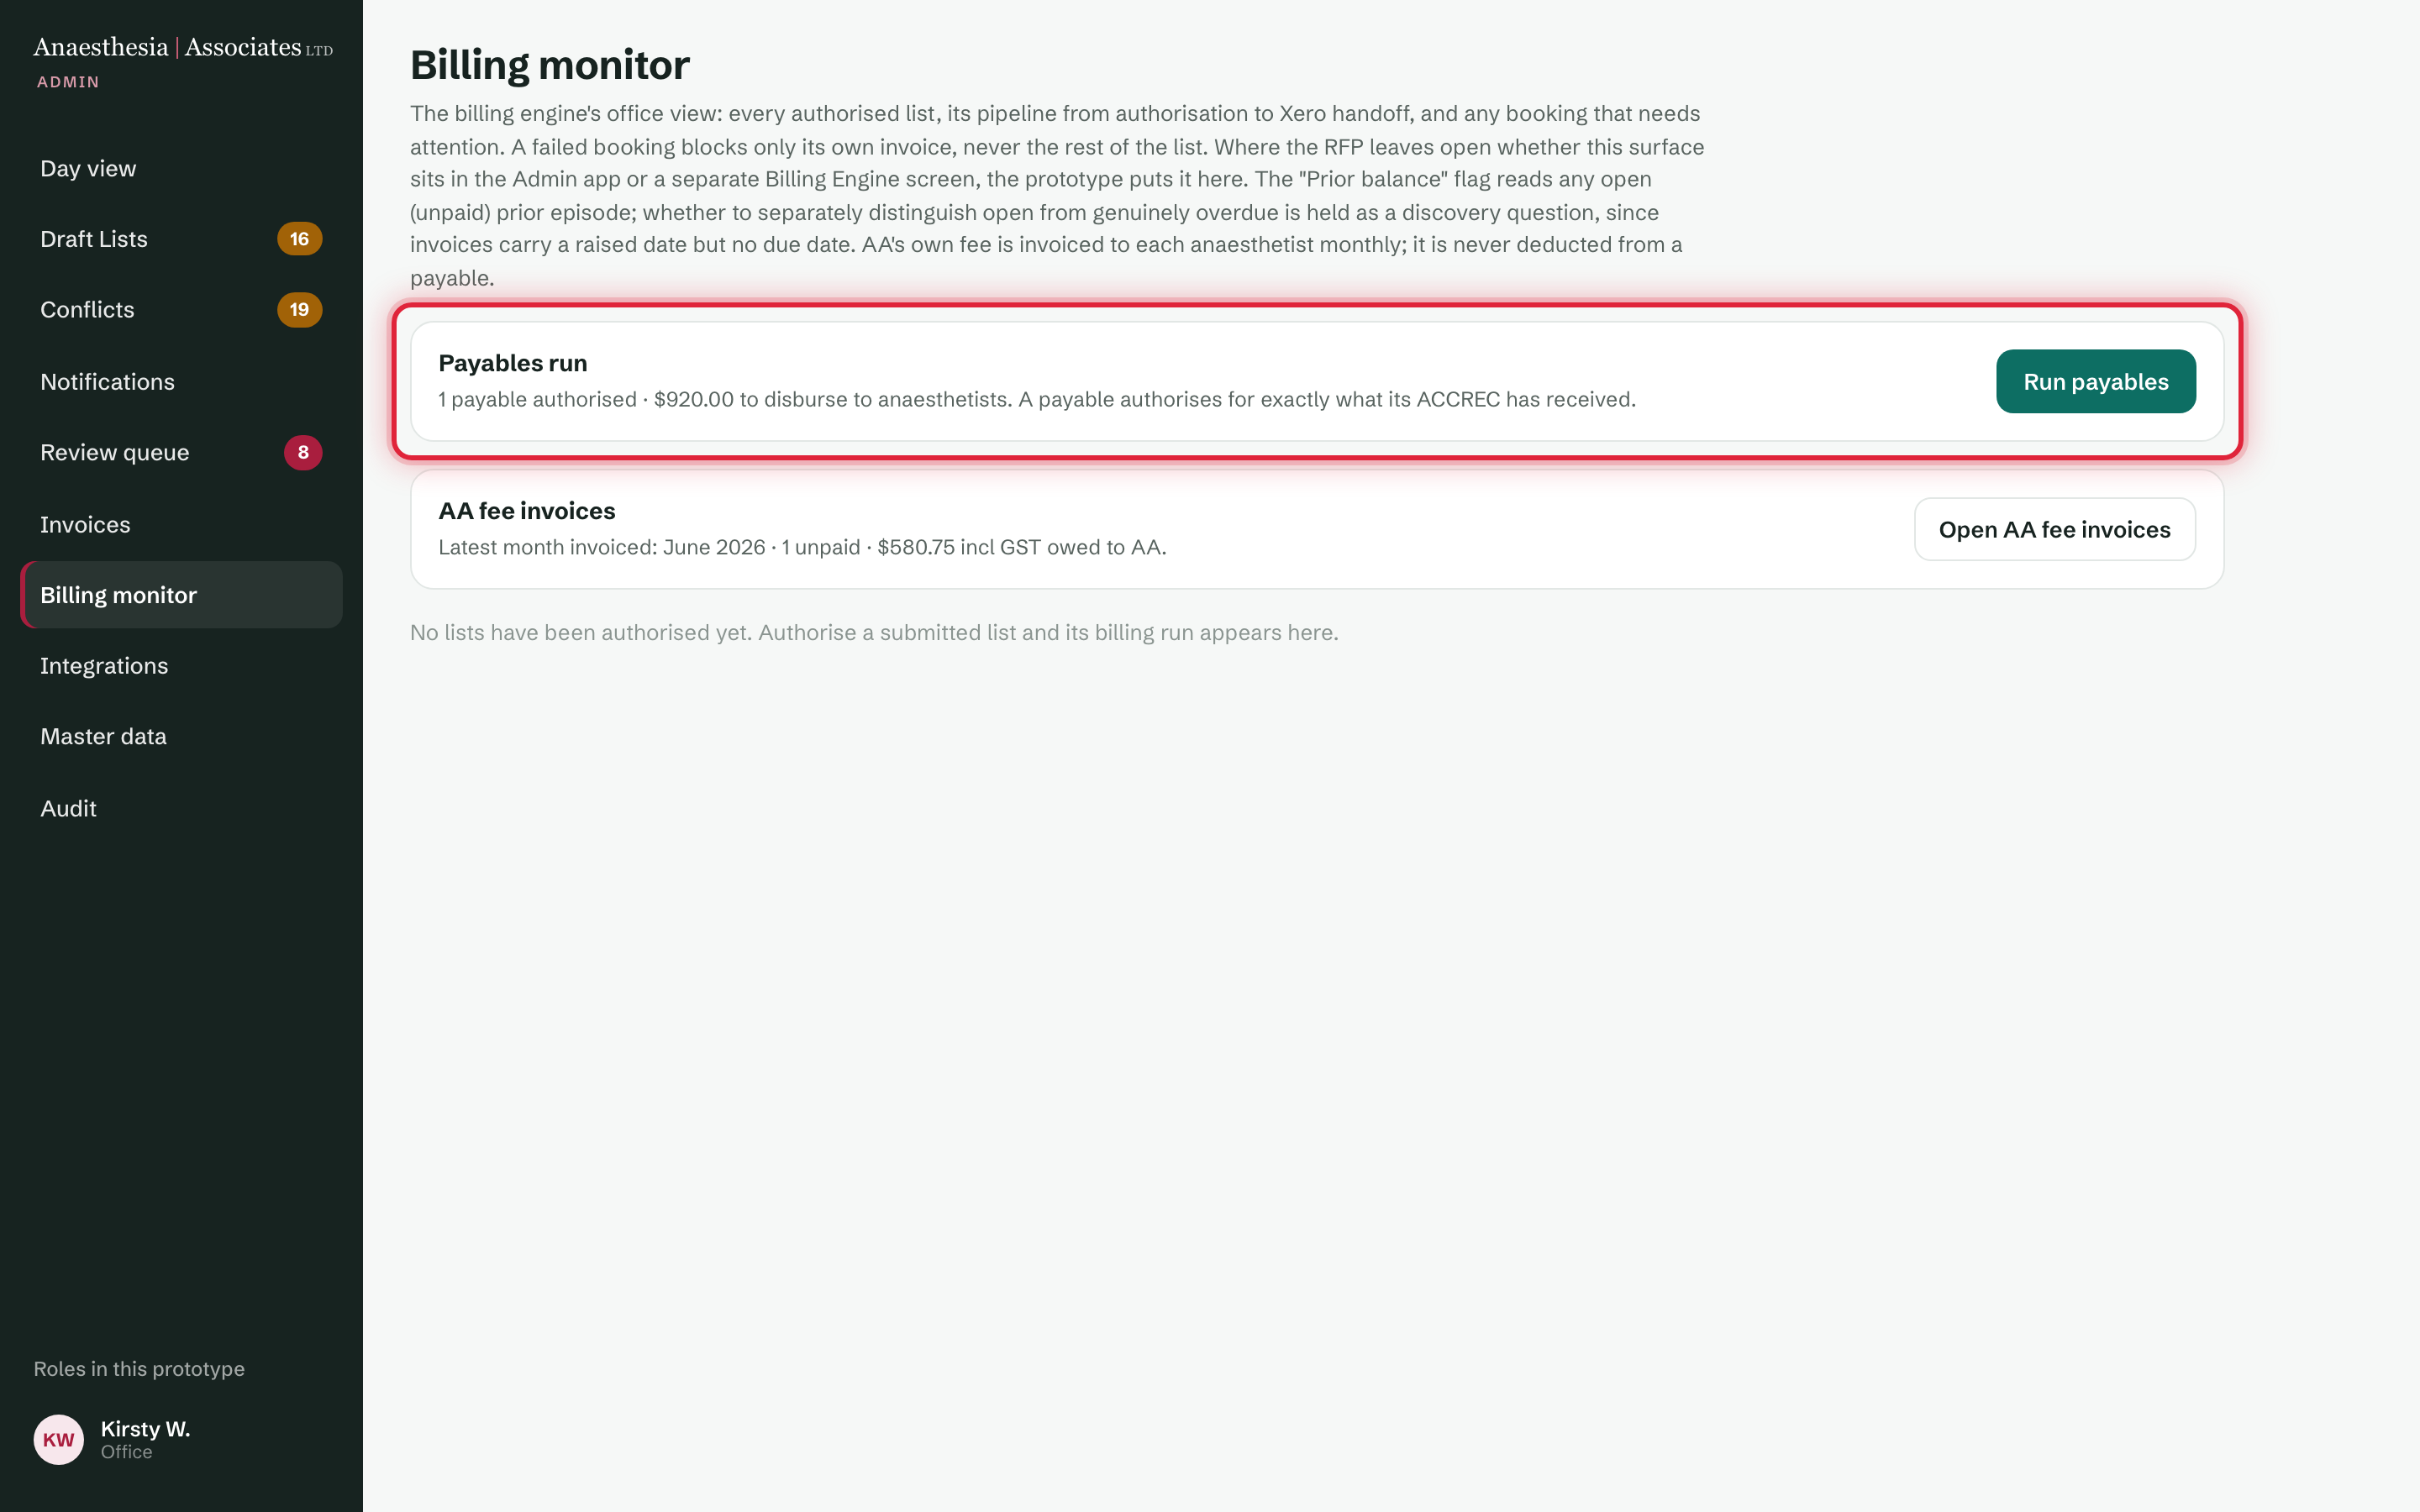 Anaesthesia | Associates LTD
ADMIN
Day view
Draft Lists 16
Conflicts 19
Notifications
Review queue 8
Invoices
Billing monitor
Integrations
Master data
Audit
Roles in this prototype
KW
Kirsty W.
Office
Billing monitor
The billing engine's office view: every authorised list, its pipeline from authorisation to Xero handoff, and any booking that needs
attention. A failed booking blocks only its own invoice, never the rest of the list. Where the RFP leaves open whether this surface
sits in the Admin app or a separate Billing Engine screen, the prototype puts it here. The "Prior balance" flag reads any open
(unpaid) prior episode; whether to separately distinguish open from genuinely overdue is held as a discovery question, since
invoices carry a raised date but no due date. AA's own fee is invoiced to each anaesthetist monthly; it is never deducted from a
payable.
Payables run
1 payable authorised · $920.00 to disburse to anaesthetists. A payable authorises for exactly what its ACCREC has received.
Run payables
AA fee invoices
Latest month invoiced: June 2026 · 1 unpaid · $580.75 incl GST owed to AA.
Open AA fee invoices
No lists have been authorised yet. Authorise a submitted list and its billing run appears here.